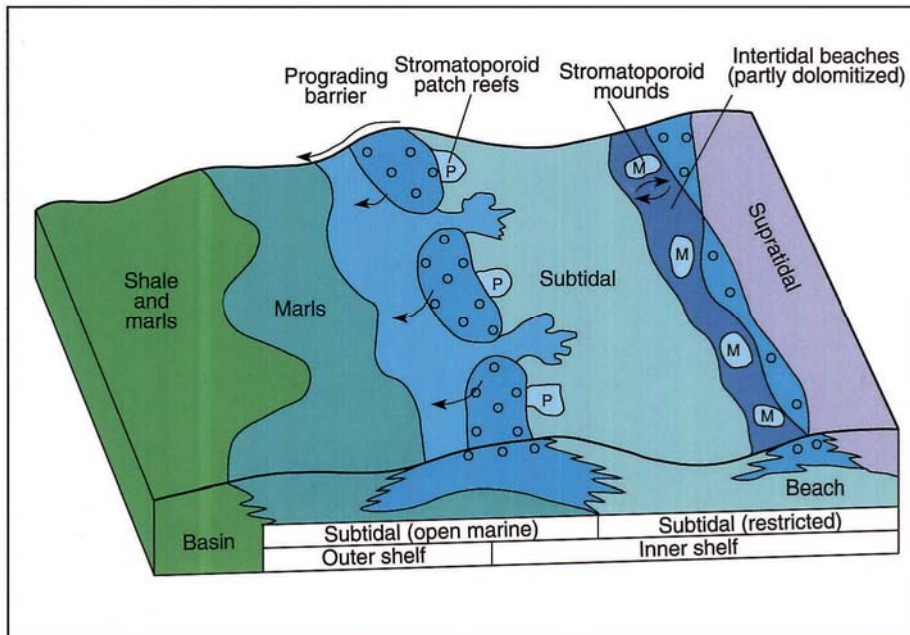 Prograding
barrier
Stromatoporoid
patch reefs
Stromatoporoid
mounds
Intertidal beaches
(partly dolomitized)
P
M
Supratidal
Shale
and
marls
Marls
P
Subtidal
M
M
P
M
Beach
Basin
Subtidal (open marine)
Subtidal (restricted)
Outer shelf
Inner shelf